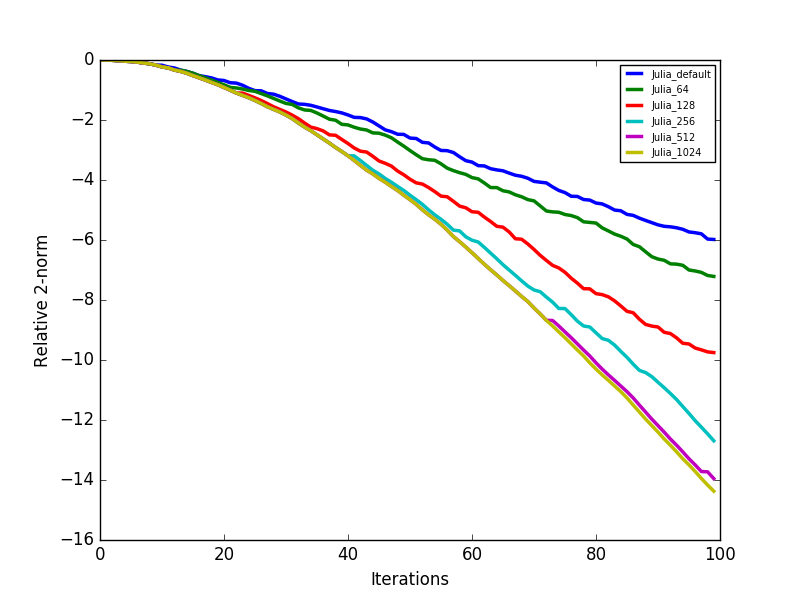 0
−2
−4
−6
−8
−10
−12
−14
−16
0 20 40 60 80 100
Relative 2-norm
Iterations
Julia_default
Julia_64
Julia_128
Julia_256
Julia_512
Julia_1024